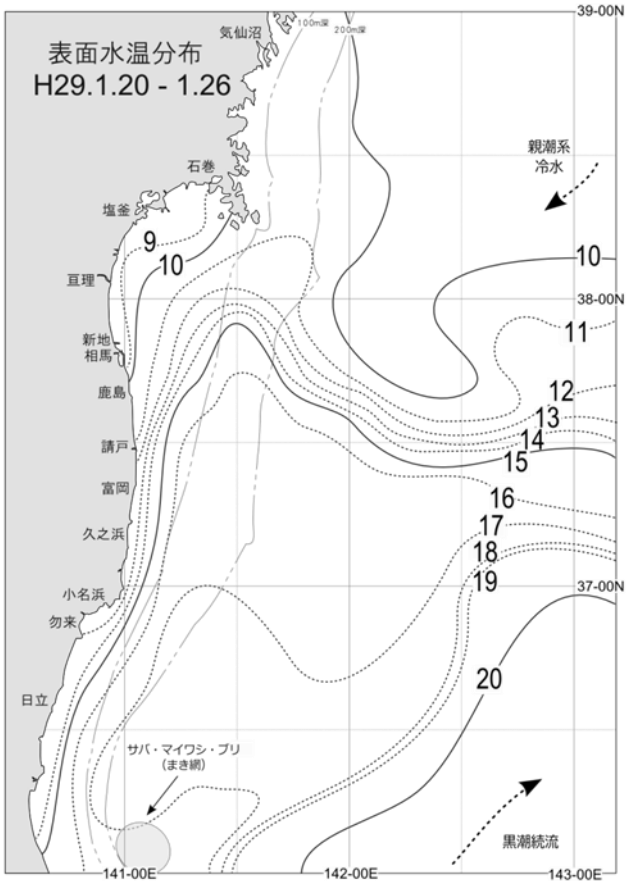 39-00N
気仙沼
100m深
200m深
表面水温分布
H29.1.20 - 1.26
親潮系
冷水
石巻
塩釜
9
10
10
亘理
38-00N
11
新地
相馬
鹿島
12
13
14
請戸
15
富岡
16
17
久之浜
18
19
37-00N
小名浜
勿来
20
日立
サバ・マイワシ・ブリ
(まき網)
黒潮続流
141-00E
142-00E
143-00E